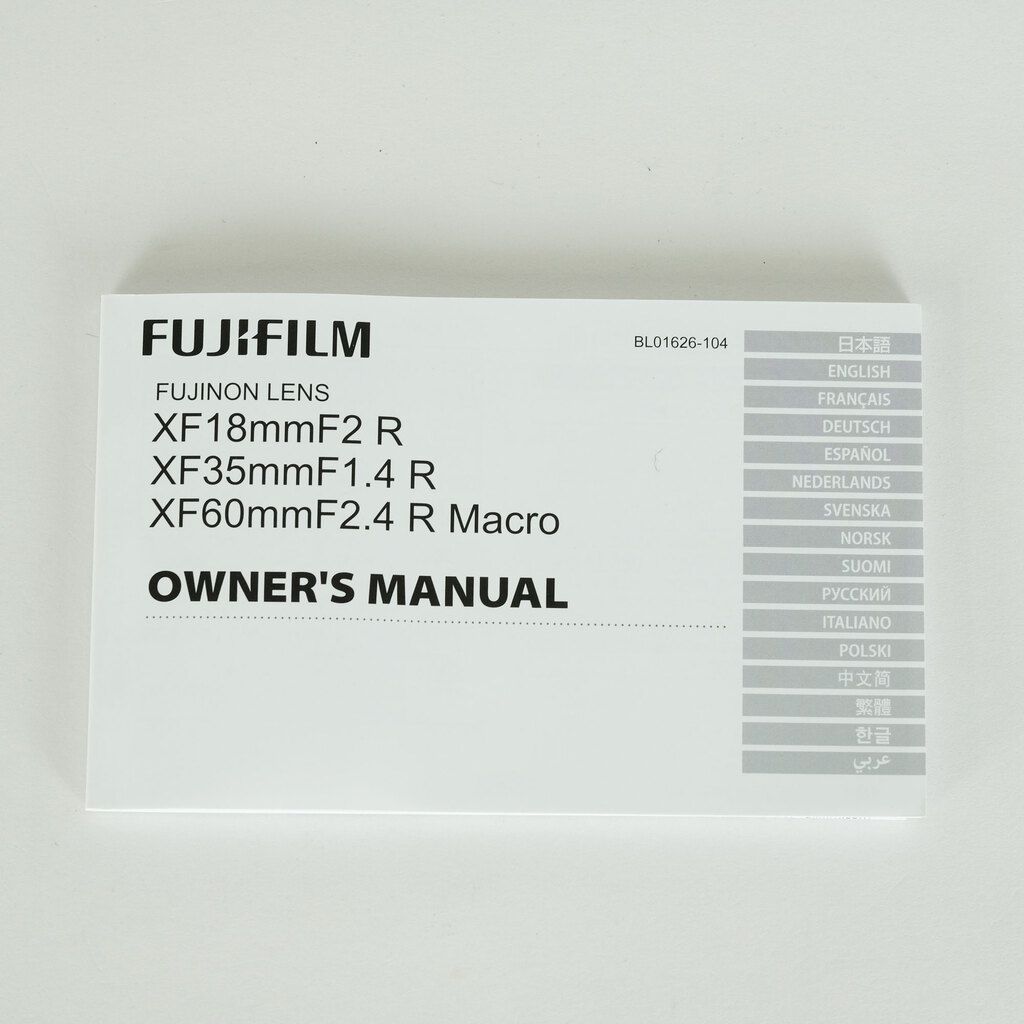 FUJIFILM
BL01626-104
FUJINON LENS
XF18mmF2 R
XF35mmF1.4 R
XF60mmF2.4 R Macro
OWNER'S MANUAL
日本語
ENGLISH
FRANÇAIS
DEUTSCH
ESPAÑOL
NEDERLANDS
SVENSKA
NORSK
SUOMI
РУССКИЙ
ITALIANO
POLSKI
中文简
繁體
한글
عربي